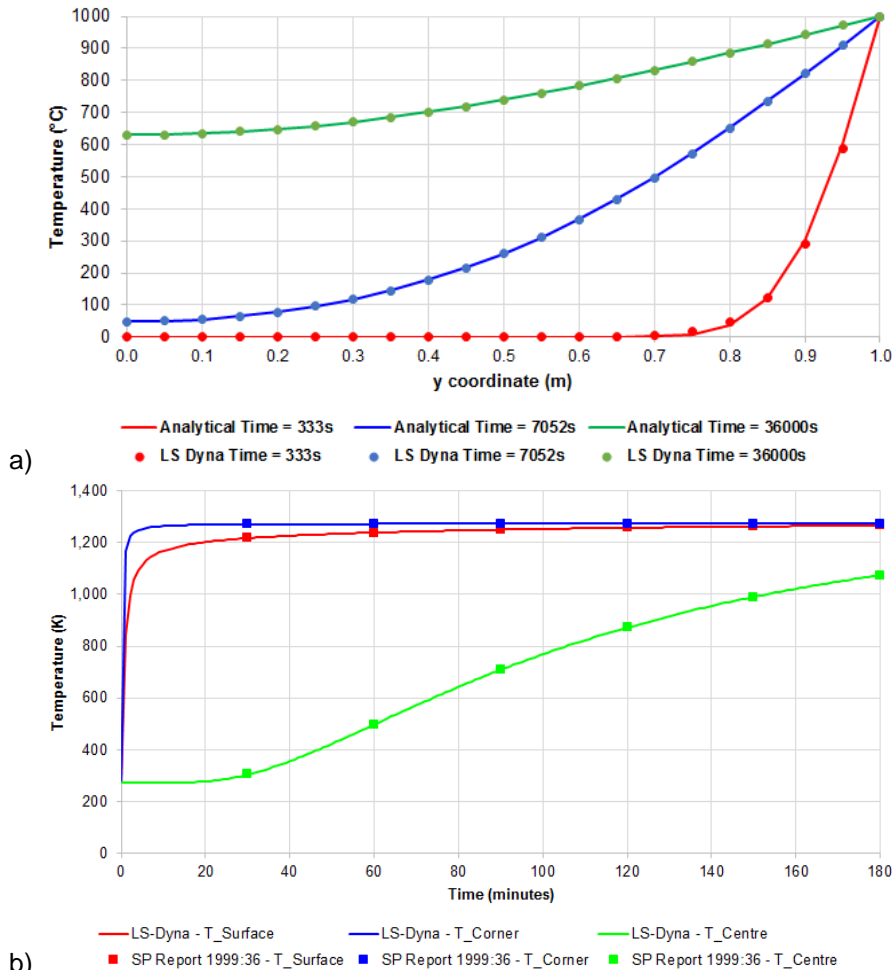 1000
900
800
700
600
500
400
300
200
100
0
Temperature (°C)
0.0 0.1 0.2 0.3 0.4 0.5 0.6 0.7 0.8 0.9 1.0
y coordinate (m)
Analytical Time = 333s Analytical Time = 7052s Analytical Time = 36000s
LS Dyna Time = 333s LS Dyna Time = 7052s LS Dyna Time = 36000s
a)
1,400
1,200
1,000
800
600
400
200
0
Temperature (K)
0 20 40 60 80 100 120 140 160 180
Time (minutes)
LS-Dyna - T_Surface LS-Dyna - T_Corner LS-Dyna - T_Centre
SP Report 1999:36 - T_Surface SP Report 1999:36 - T_Corner SP Report 1999:36 - T_Centre
b)